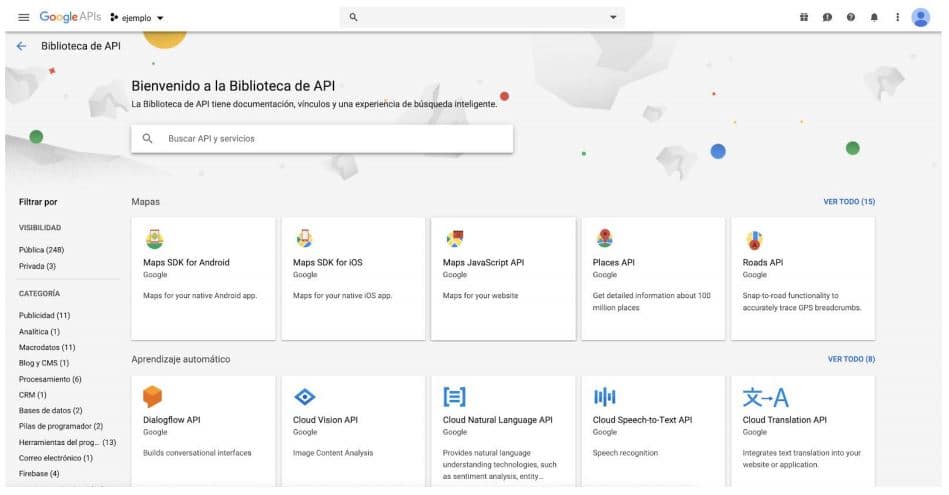 Google APIs ejemplo
Biblioteca de API
Bienvenido a la Biblioteca de API
La Biblioteca de API tiene documentación, vínculos y una experiencia de búsqueda inteligente.
Buscar API y servicios
Filtrar por
VISIBILIDAD
Pública (248)
Privada (3)
CATEGORÍA
Publicidad (11)
Analítica (1)
Macrodatos (11)
Blog y CMS (1)
Procesamiento (6)
CRM (1)
Bases de datos (2)
Pilas de programador (2)
Herramientas del prog... (13)
Correo electrónico (1)
Firebase (4)
Mapas
VER TODO (15)
Maps SDK for Android
Google
Maps for your native Android app.
Maps SDK for iOS
Google
Maps for your native iOS app.
Maps JavaScript API
Google
Maps for your website
Places API
Google
Get detailed information about 100
million places
Roads API
Google
Snap-to-road functionality to
accurately trace GPS breadcrumbs.
Aprendizaje automático
VER TODO (8)
Dialogflow API
Google
Builds conversational interfaces
Cloud Vision API
Google
Image Content Analysis
Cloud Natural Language API
Google
Provides natural language
understanding technologies, such
as sentiment analysis, entity...
Cloud Speech-to-Text API
Google
Speech recognition
文→A
Cloud Translation API
Google
Integrates text translation into your
website or application.